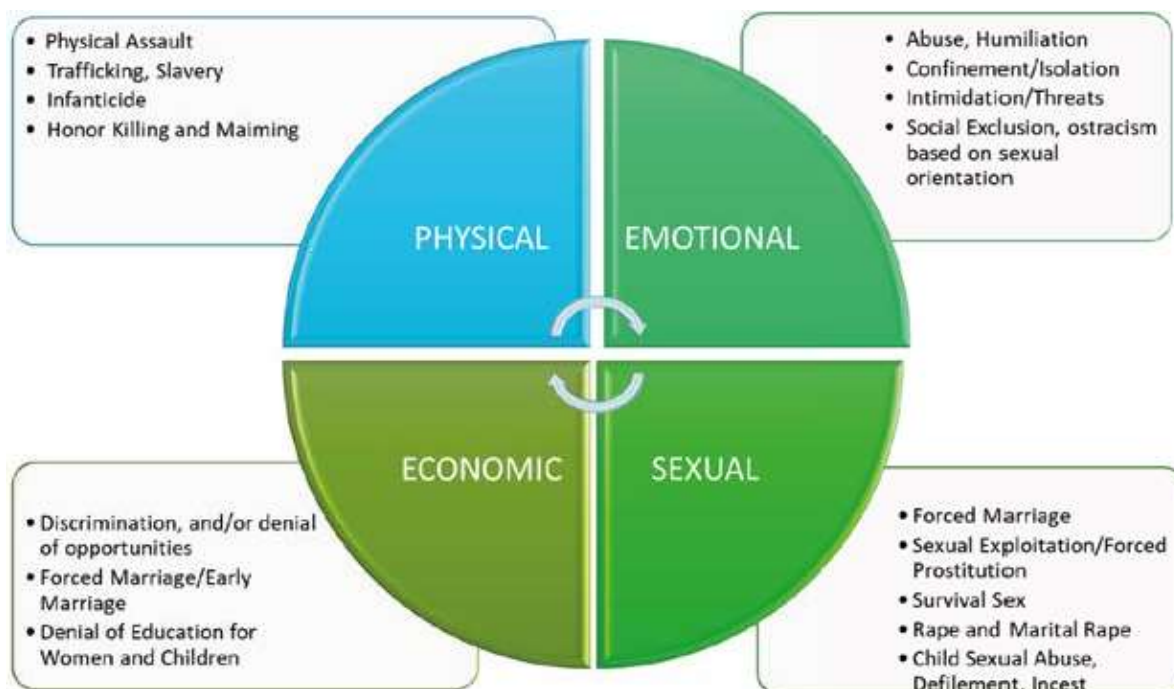 • Physical Assault
• Trafficking, Slavery
• Infanticide
• Honor Killing and Maiming
• Abuse, Humiliation
• Confinement/Isolation
• Intimidation/Threats
• Social Exclusion, ostracism
based on sexual
orientation
PHYSICAL
EMOTIONAL
ECONOMIC
SEXUAL
• Discrimination, and/or denial
of opportunities
• Forced Marriage/Early
Marriage
• Denial of Education for
Women and Children
• Forced Marriage
• Sexual Exploitation/Forced
Prostitution
• Survival Sex
• Rape and Marital Rape
• Child Sexual Abuse,
Defilement, Incest